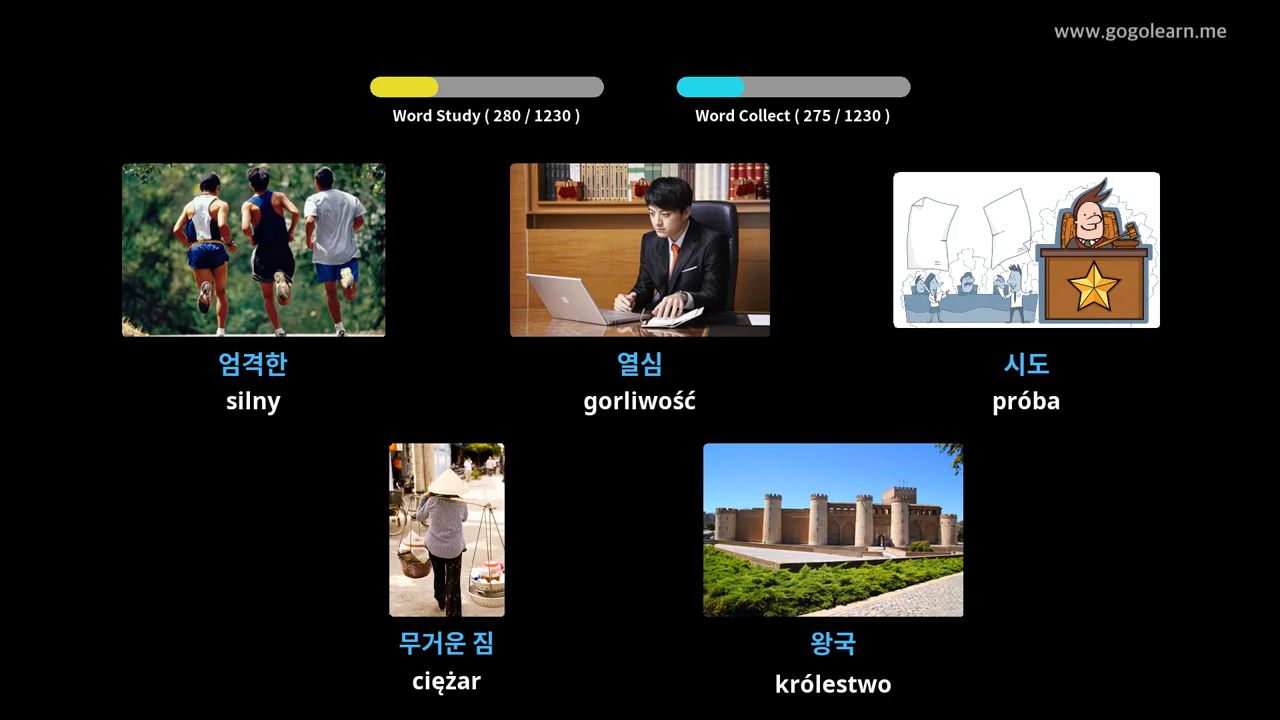 www.gogolearn.me
Word Study ( 280 / 1230 )
Word Collect ( 275 / 1230 )
엄격한
silny
열심
gorliwość
시도
próba
무거운 짐
ciężar
왕국
królestwo